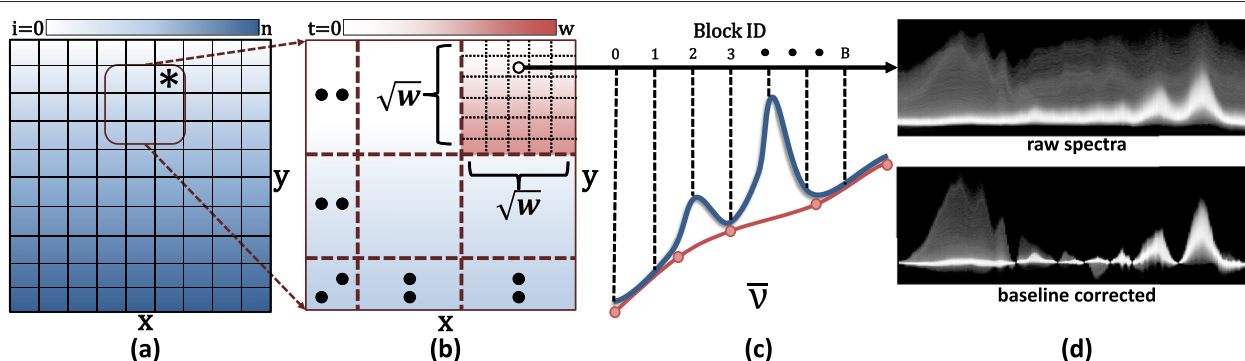 i=0 n
*
y
x
(a)
t=0 w
√w
√w
y
x
(b)
Block ID
0 1 2 3 • • • B
ν̅
(c)
raw spectra
baseline corrected
(d)